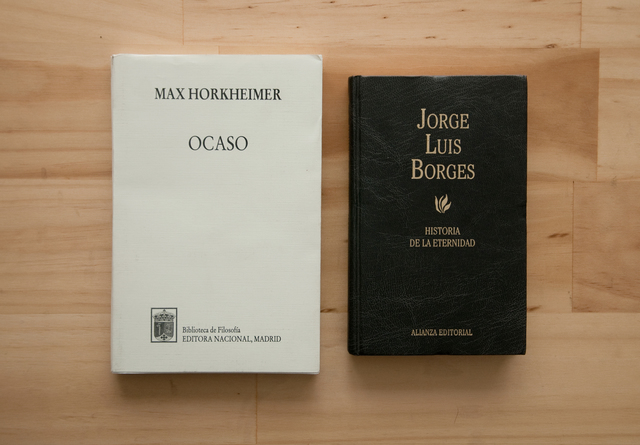 MAX HORKHEIMER
OCASO
Biblioteca de Filosofía
EDITORA NACIONAL, MADRID
JORGE
LUIS
BORGES
HISTORIA
DE LA ETERNIDAD
ALIANZA EDITORIAL